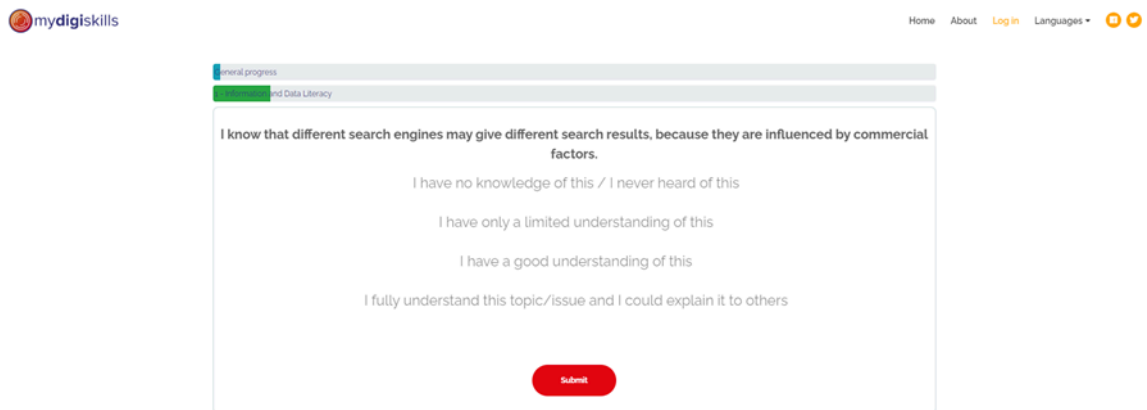 mydigiskills
Home About Log in Languages
General progress
1 - Information and Data Literacy
I know that different search engines may give different search results, because they are influenced by commercial
factors.
I have no knowledge of this / I never heard of this
I have only a limited understanding of this
I have a good understanding of this
I fully understand this topic/issue and I could explain it to others
Submit